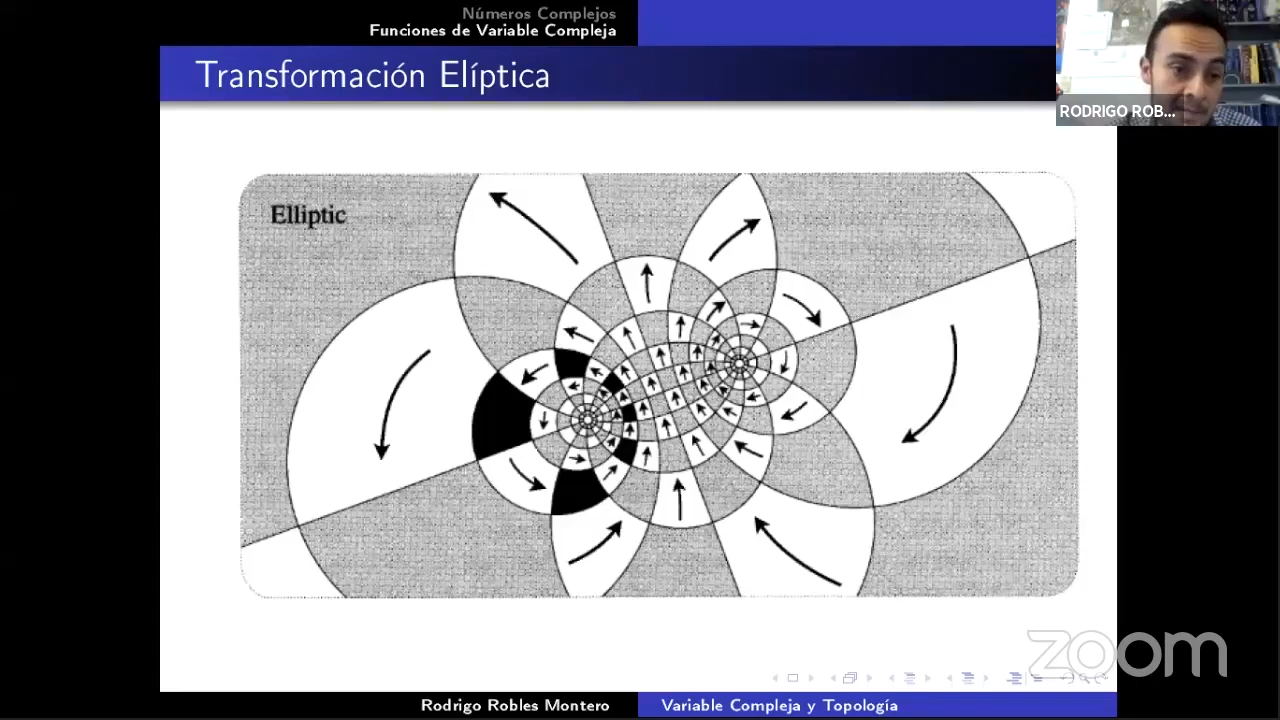 Números Complejos
Funciones de Variable Compleja
Transformación Elíptica
RODRIGO ROB...
Elliptic
zoom
Rodrigo Robles Montero
Variable Compleja y Topología